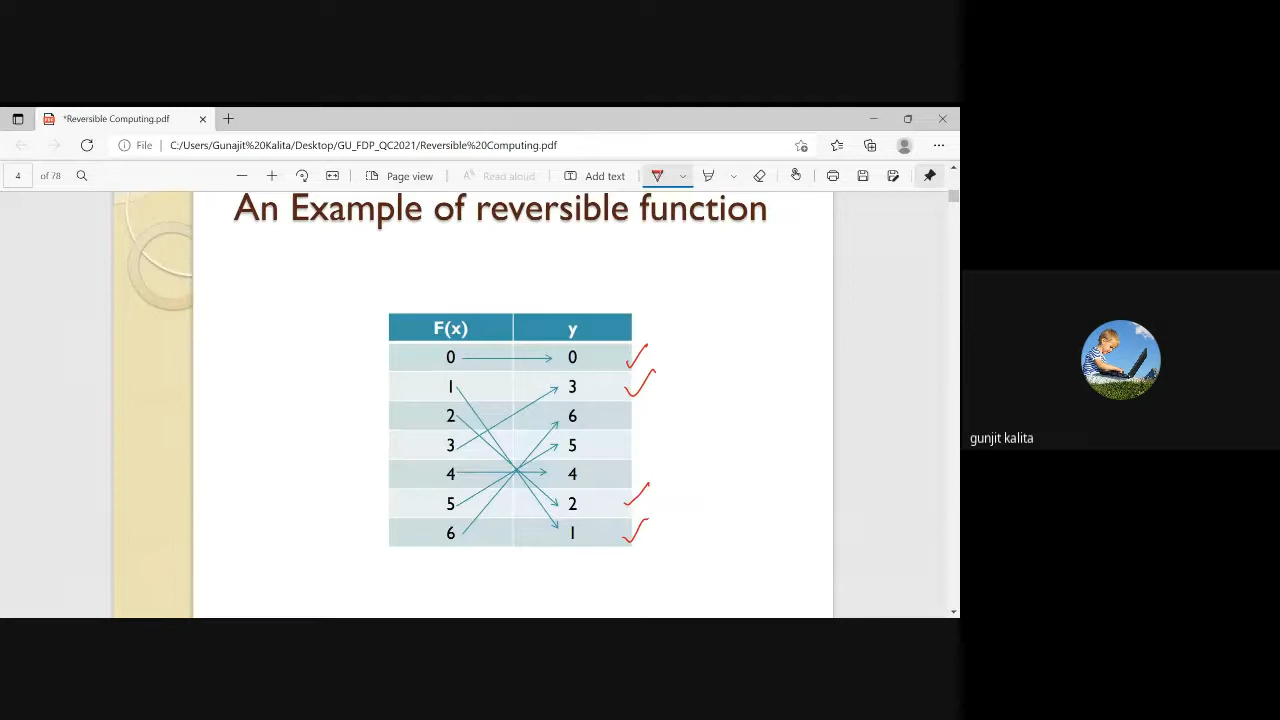 *Reversible Computing.pdf
File C:/Users/Gunajit%20Kalita/Desktop/GU_FDP_QC2021/Reversible%20Computing.pdf
4 of 78 Page view Read aloud Add text
An Example of reversible function
F(x) y
0 0
1 3
2 6
3 5
4 4
5 2
6 1
gunjit kalita